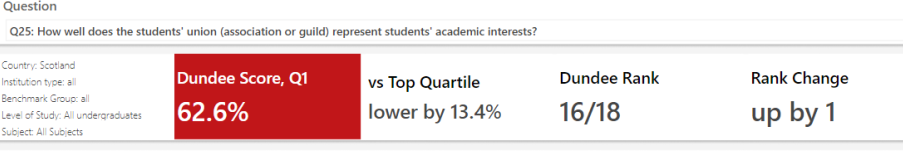 Question
Q25: How well does the students' union (association or guild) represent students' academic interests?
Country: Scotland
Institution type: all
Benchmark Group: all
Level of Study: All undergraduates
Subject: All Subjects
Dundee Score, Q1
62.6%
vs Top Quartile
lower by 13.4%
Dundee Rank
16/18
Rank Change
up by 1